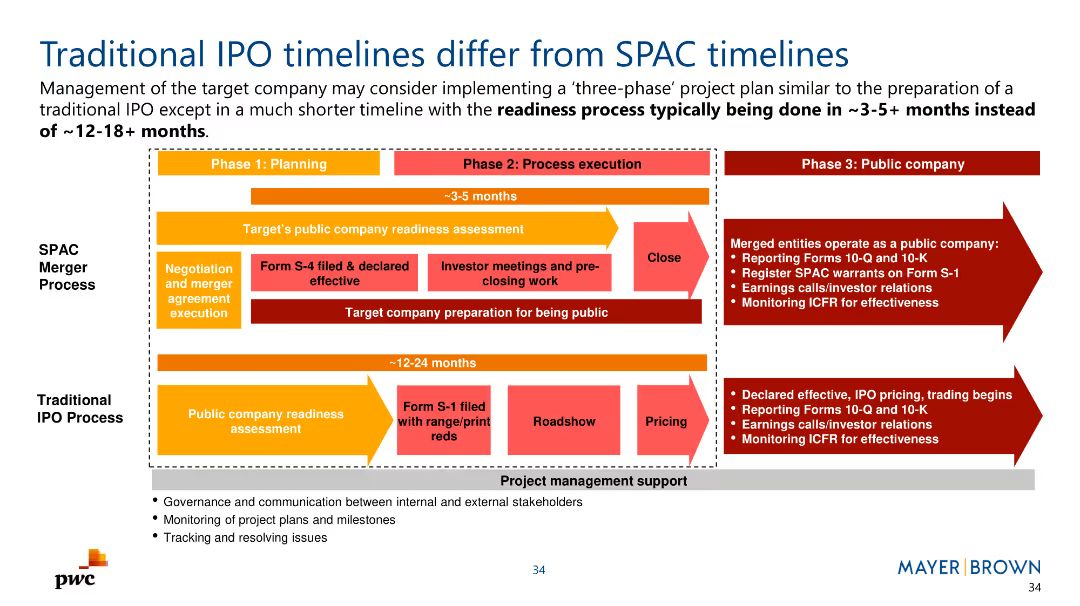 Traditional IPO timelines differ from SPAC timelines
Management of the target company may consider implementing a ‘three-phase’ project plan similar to the preparation of a
traditional IPO except in a much shorter timeline with the readiness process typically being done in ~3-5+ months instead
of ~12-18+ months.
Phase 1: Planning
Phase 2: Process execution
Phase 3: Public company
~3-5 months
SPAC
Merger
Process
Target's public company readiness assessment
Negotiation
and merger
agreement
execution
Form S-4 filed & declared
effective
Investor meetings and pre-
closing work
Close
Target company preparation for being public
Merged entities operate as a public company:
• Reporting Forms 10-Q and 10-K
• Register SPAC warrants on Form S-1
• Earnings calls/investor relations
• Monitoring ICFR for effectiveness
~12-24 months
Traditional
IPO Process
Public company readiness
assessment
Form S-1 filed
with range/print
reds
Roadshow
Pricing
• Declared effective, IPO pricing, trading begins
• Reporting Forms 10-Q and 10-K
• Earnings calls/investor relations
• Monitoring ICFR for effectiveness
Project management support
• Governance and communication between internal and external stakeholders
• Monitoring of project plans and milestones
• Tracking and resolving issues
pwc
34
MAYER|BROWN
34